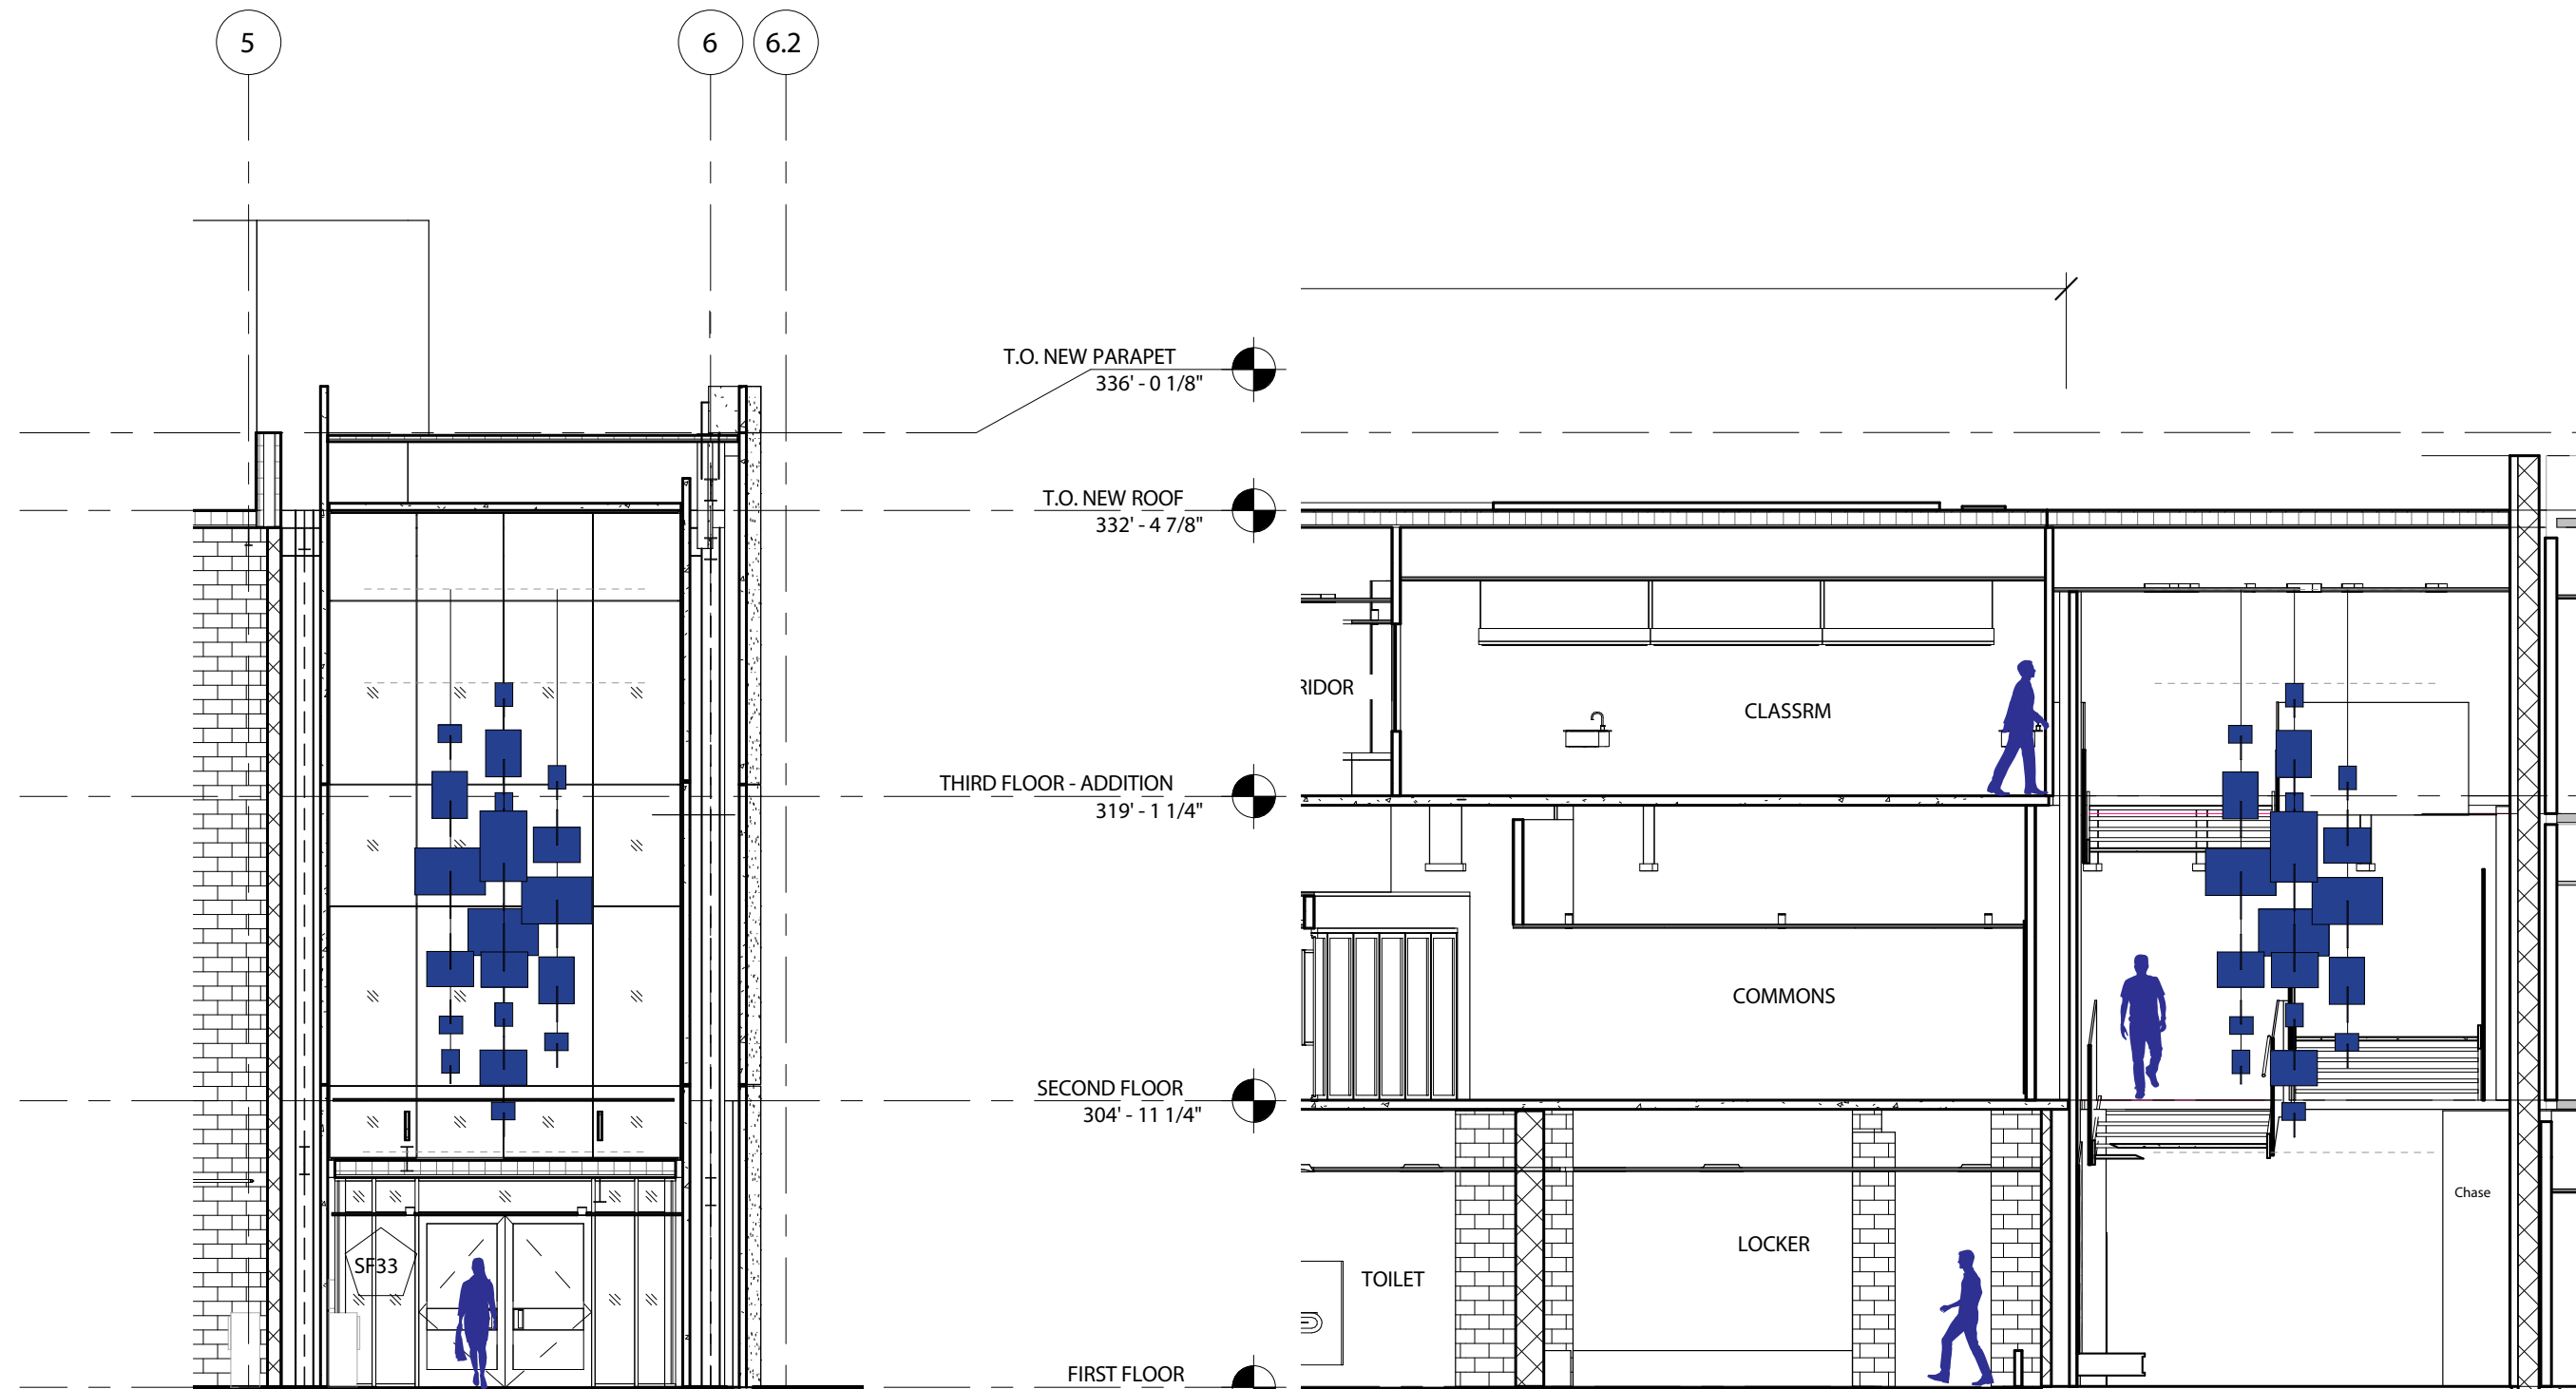 5
6
6.2
T.O. NEW PARAPET
336' - 0 1/8"
T.O. NEW ROOF
332' - 4 7/8"
THIRD FLOOR - ADDITION
319' - 1 1/4"
SECOND FLOOR
304' - 11 1/4"
FIRST FLOOR
SF33
RIDOR
CLASSRM
COMMONS
LOCKER
TOILET
Chase